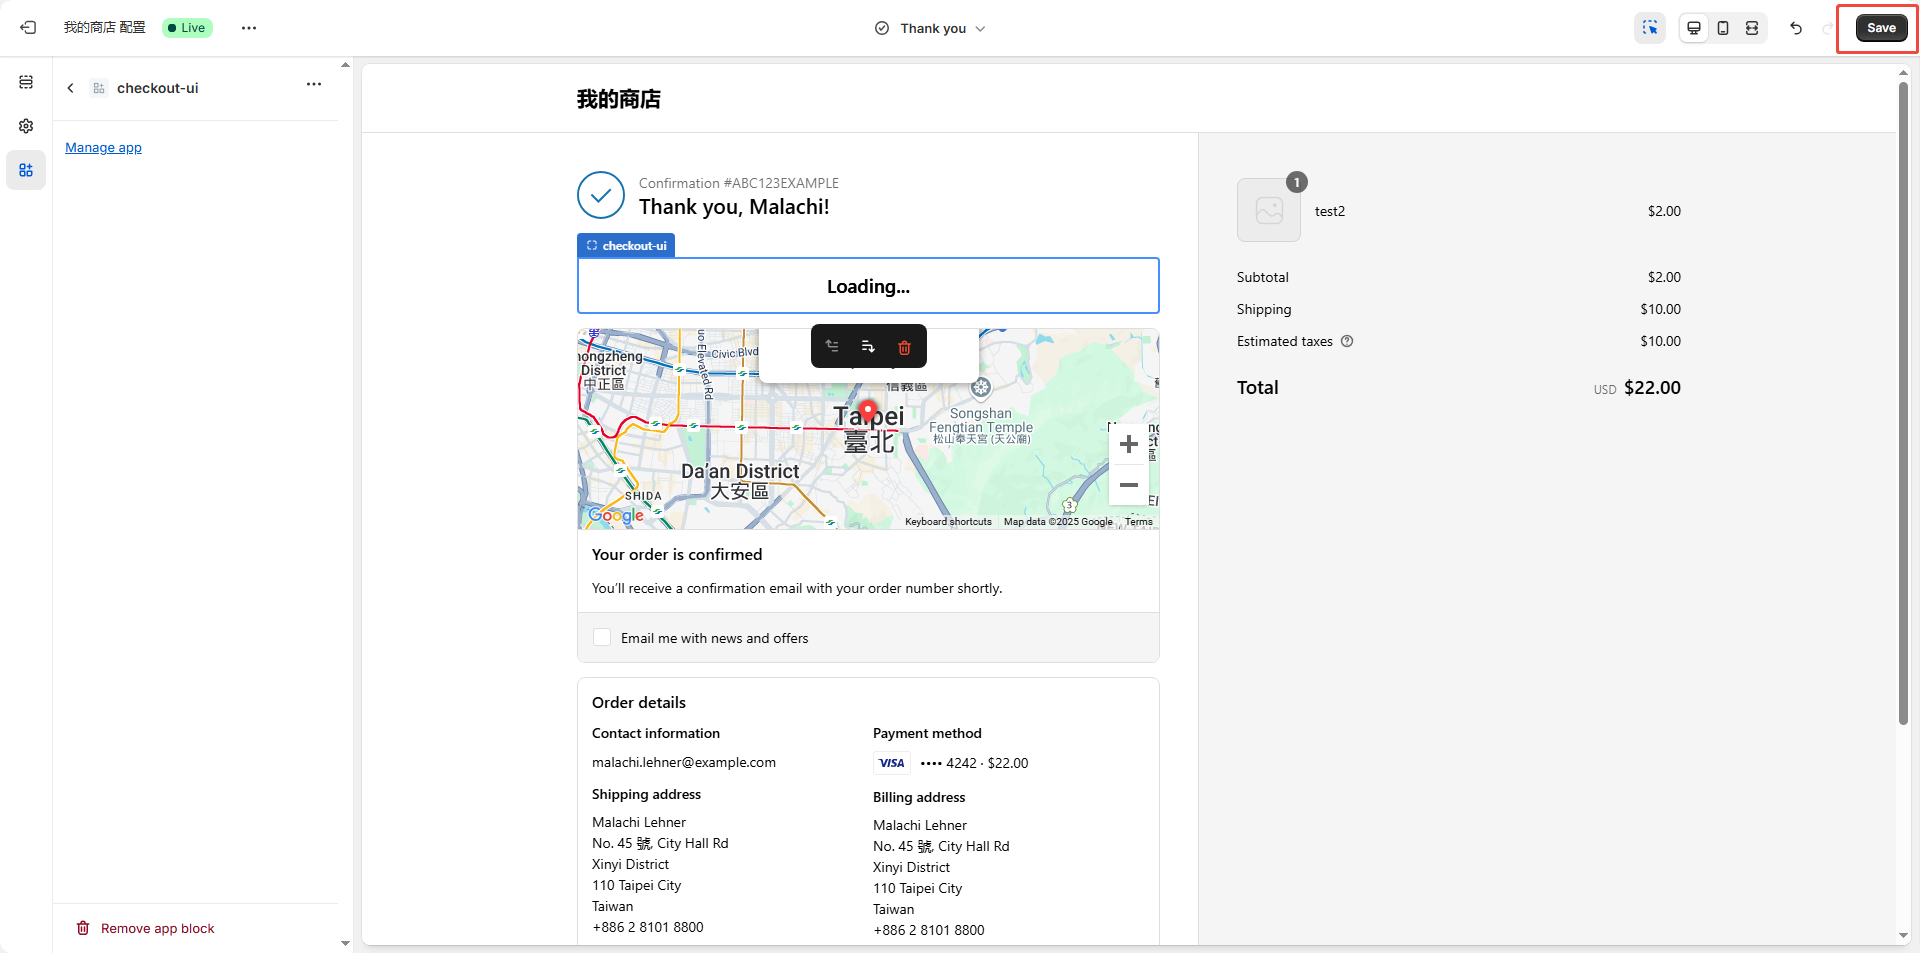 我的商店 配置
Live
Thank you
Save
checkout-ui
Manage app
Remove app block
我的商店
Confirmation #ABC123EXAMPLE
Thank you, Malachi!
checkout-ui
Loading...
Civic Blvd
District
中正區
信義區
Taipei
臺北
Songshan
Fengtian Temple
松山奉天宮 (天公廟)
Da'an District
大安區
SHIDA
3
Google
Keyboard shortcuts
Map data ©2025 Google
Terms
Your order is confirmed
You'll receive a confirmation email with your order number shortly.
Email me with news and offers
Order details
Contact information
malachi.lehner@example.com
Shipping address
Malachi Lehner
No. 45 號, City Hall Rd
Xinyi District
110 Taipei City
Taiwan
+886 2 8101 8800
Payment method
VISA •••• 4242 · $22.00
Billing address
Malachi Lehner
No. 45 號, City Hall Rd
Xinyi District
110 Taipei City
Taiwan
+886 2 8101 8800
1
test2 $2.00
Subtotal $2.00
Shipping $10.00
Estimated taxes $10.00
Total USD $22.00